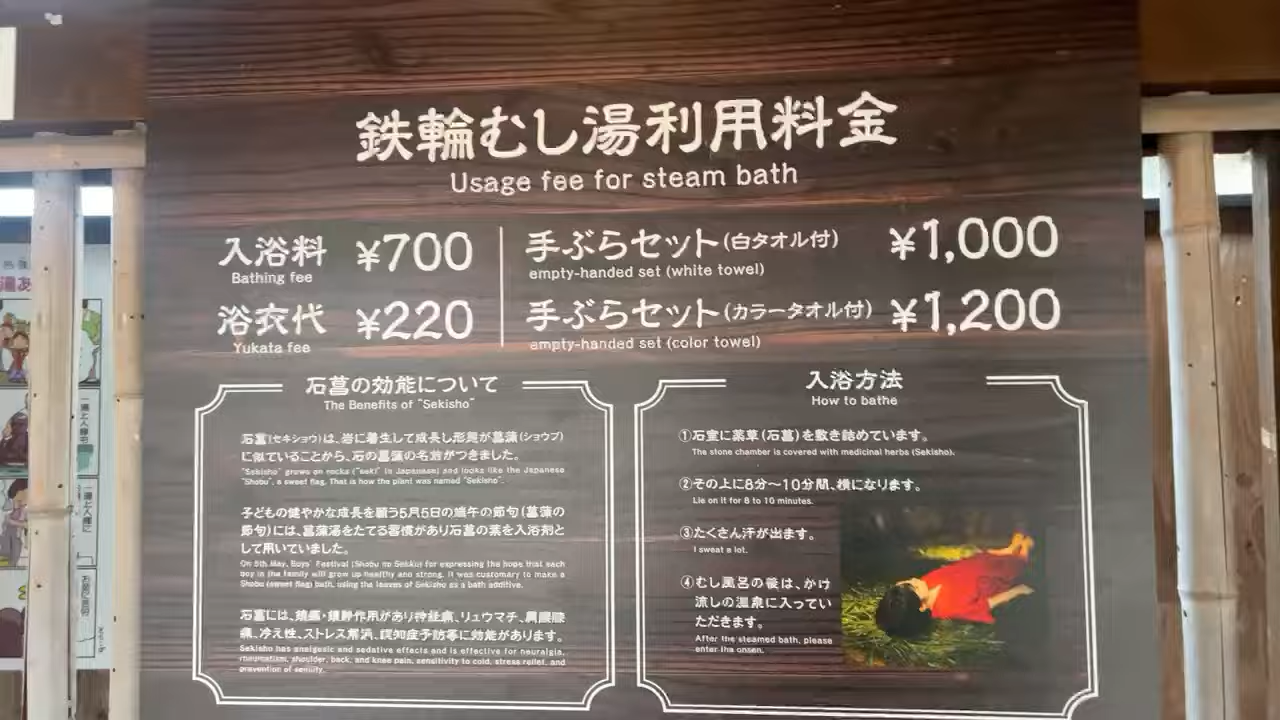 鉄輪むし湯利用料金
Usage fee for steam bath
入浴料 ¥700
Bathing fee
浴衣代 ¥220
Yukata fee
手ぶらセット(白タオル付) ¥1,000
empty-handed set (white towel)
手ぶらセット(カラータオル付) ¥1,200
empty-handed set (color towel)
石菖の効能について
The Benefits of "Sekisho"
石菖(セキショウ)は、岩に着生して成長し形態が菖蒲(ショウブ)
に似ていることから、石の菖蒲の名前がつきました。
"Sekisho" grows on rocks ("seki" in Japanese) and looks like the Japanese
"Shobu", a sweet flag. That is how the plant was named "Sekisho".
子どもの健やかな成長を願う5月5日の端午の節句(菖蒲の
節句)には、菖蒲湯をたてる習慣があり石菖の葉を入浴剤と
して用いていました。
On 5th May, Boys' Festival (Shobu no Sekku) for expressing the hope that each
boy in the family will grow up healthy and strong, it was customary to make a
Shobu (sweet flag) bath, using the leaves of Sekisho as a bath additive.
石菖には、鎮痛・鎮静作用があり神経痛、リュウマチ、肩腰膝
痛、冷え性、ストレス解消、認知症予防等に効能があります。
Sekisho has analgesic and sedative effects and is effective for neuralgia,
rheumatism, shoulder, back, and knee pain, sensitivity to cold, stress relief, and
prevention of senility.
入浴方法
How to bathe
①石室に薬草(石菖)を敷き詰めています。
The stone chamber is covered with medicinal herbs (Sekisho).
②その上に8分〜10分間、横になります。
Lie on it for 8 to 10 minutes.
③たくさん汗が出ます。
I sweat a lot.
④むし風呂の後は、かけ
流しの温泉に入ってい
ただきます。
After the steamed bath, please
enter the onsen.